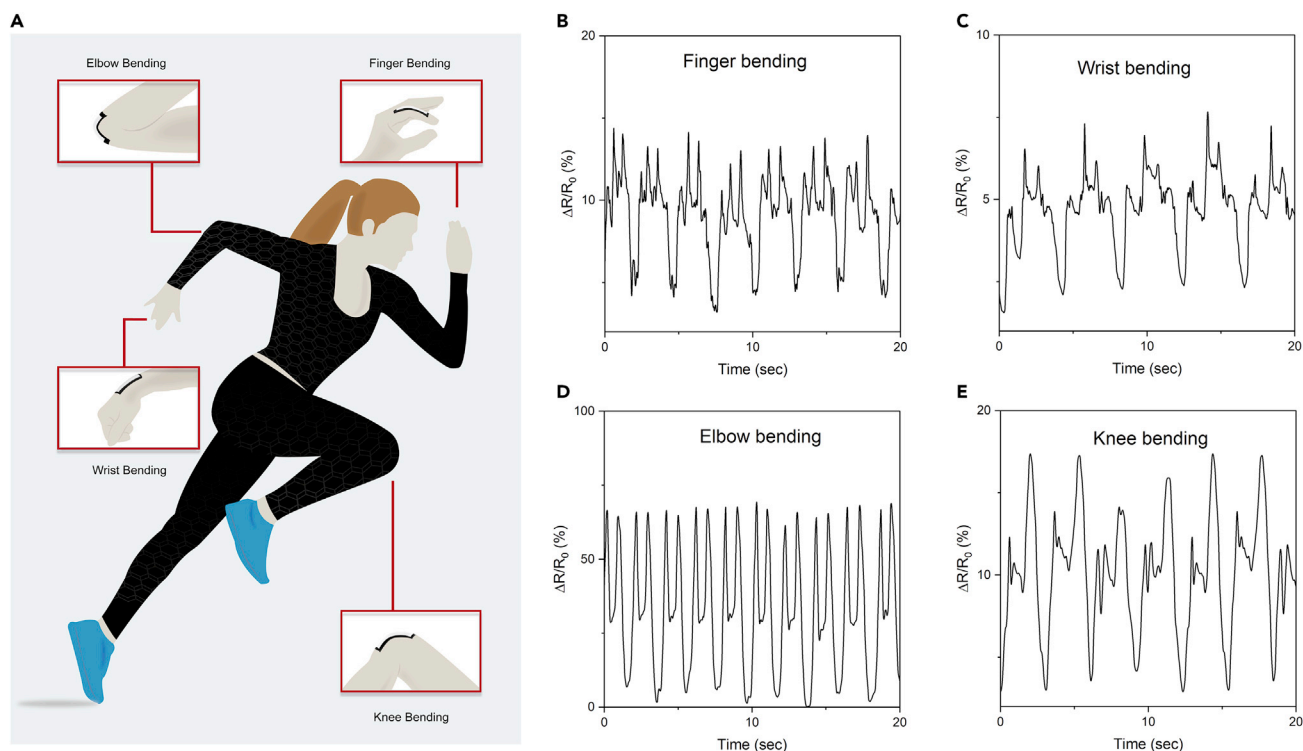 A
Elbow Bending
Finger Bending
Wrist Bending
Knee Bending
B
20
Finger bending
ΔR/R₀ (%)
10
0
10
20
Time (sec)
C
10
Wrist bending
ΔR/R₀ (%)
5
0
10
20
Time (sec)
D
100
Elbow bending
ΔR/R₀ (%)
50
0
0
10
20
Time (sec)
E
20
Knee bending
ΔR/R₀ (%)
10
0
10
20
Time (sec)